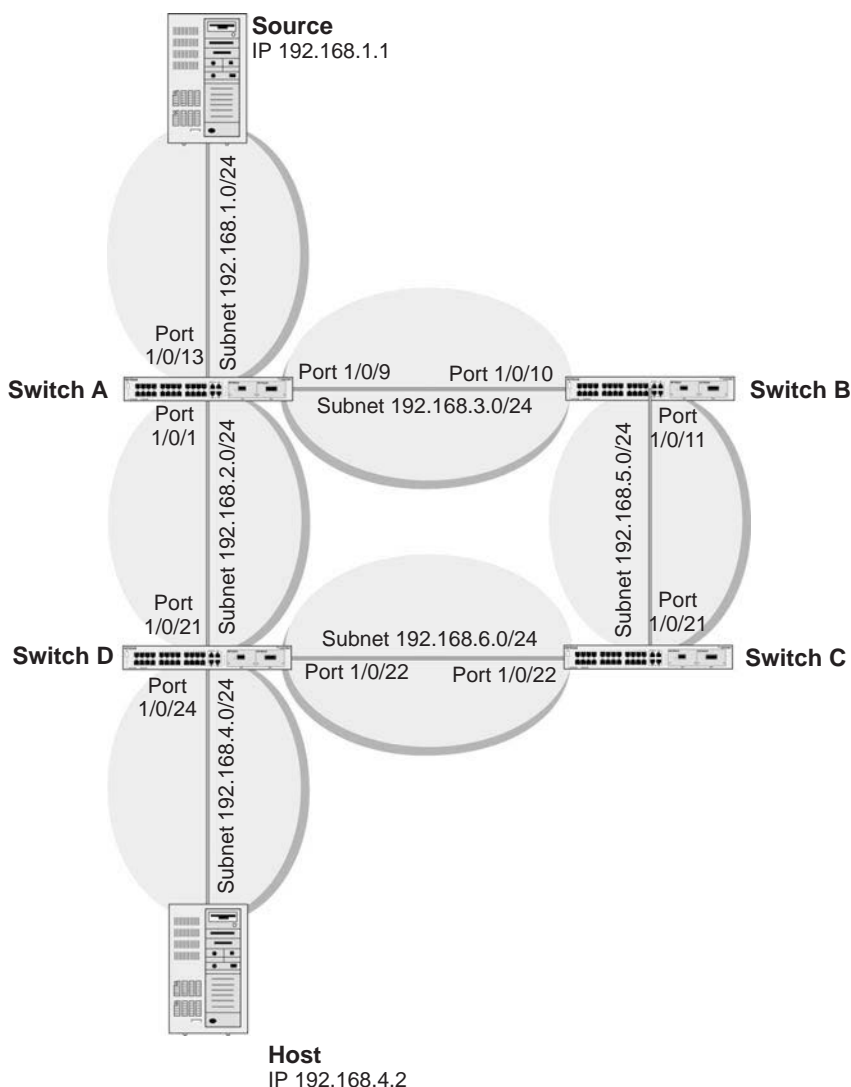 Source
IP 192.168.1.1
Subnet 192.168.1.0/24
Port
1/0/13
Switch A
Port 1/0/9
Port 1/0/10
Switch B
Subnet 192.168.3.0/24
Port
1/0/1
Port
1/0/11
Subnet 192.168.2.0/24
Subnet 192.168.5.0/24
Port
1/0/21
Port
1/0/21
Subnet 192.168.6.0/24
Switch D
Port 1/0/22
Port 1/0/22
Switch C
Port
1/0/24
Subnet 192.168.4.0/24
Host
IP 192.168.4.2